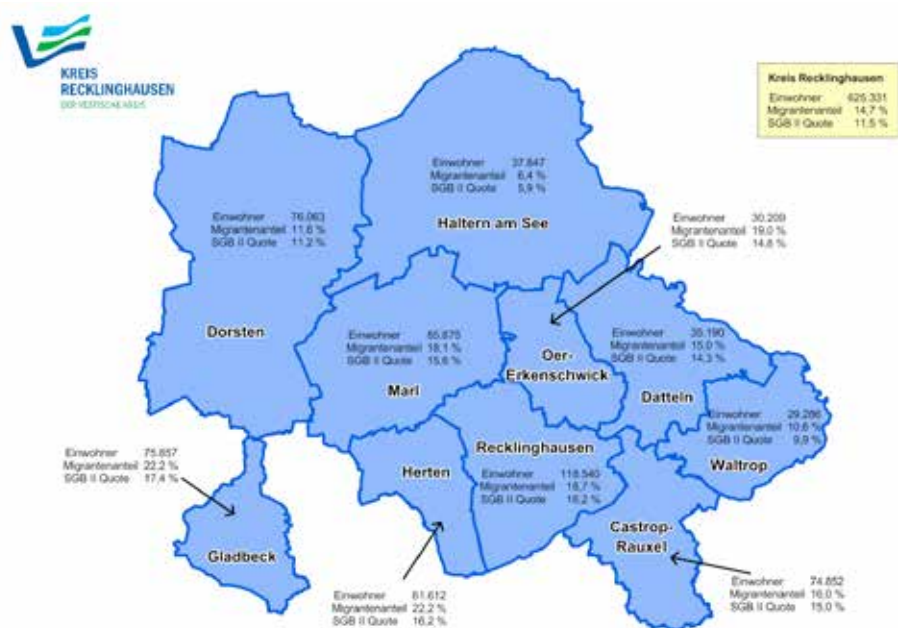 KREIS
RECKLINGHAUSEN
DER VESTISCHE KREIS
Kreis Recklinghausen
Einwohner 625.331
Migrantenanteil 14,7 %
SGB II Quote 11,5 %
Einwohner 37.847
Migrantenanteil 6,4 %
SGB II Quote 5,9 %
Haltern am See
Einwohner 76.063
Migrantenanteil 11,6 %
SGB II Quote 11,2 %
Dorsten
Einwohner 30.209
Migrantenanteil 19,0 %
SGB II Quote 14,8 %
Oer-
Erkenschwick
Einwohner
Migrantenanteil 18,1 %
SGB II Quote 15,6 %
Marl
Einwohner 35.190
Migrantenanteil 15,0 %
SGB II Quote 14,3 %
Datteln
Einwohner 29.286
Migrantenanteil 10,6 %
SGB II Quote 9,9 %
Waltrop
Einwohner 75.857
Migrantenanteil 22,2 %
SGB II Quote 17,4 %
Gladbeck
Herten
Einwohner 61.612
Migrantenanteil 22,2 %
SGB II Quote 16,2 %
Recklinghausen
Einwohner 118.540
Migrantenanteil
SGB II Quote 16,2 %
Castrop-
Rauxel
Einwohner 74.852
Migrantenanteil 16,0 %
SGB II Quote 15,0 %